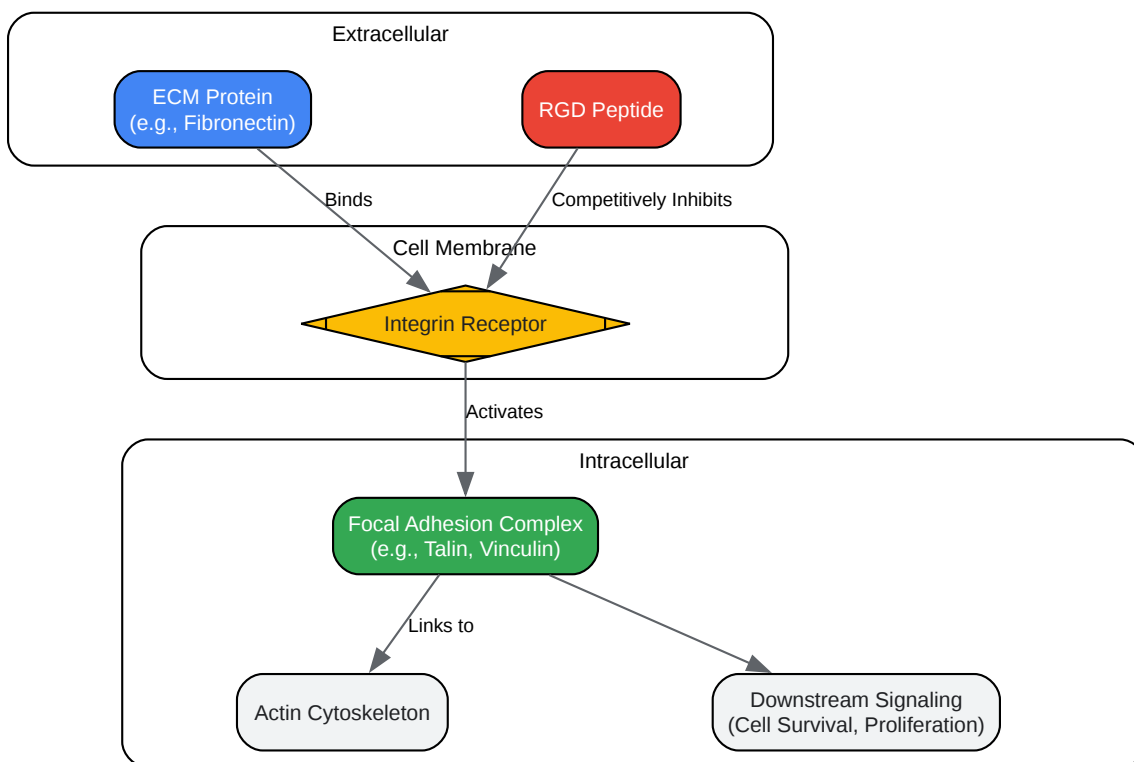 Extracellular
ECM Protein
(e.g., Fibronectin)
RGD Peptide
Binds
Competitively Inhibits
Cell Membrane
Integrin Receptor
Activates
Intracellular
Focal Adhesion Complex
(e.g., Talin, Vinculin)
Links to
Actin Cytoskeleton
Downstream Signaling
(Cell Survival, Proliferation)